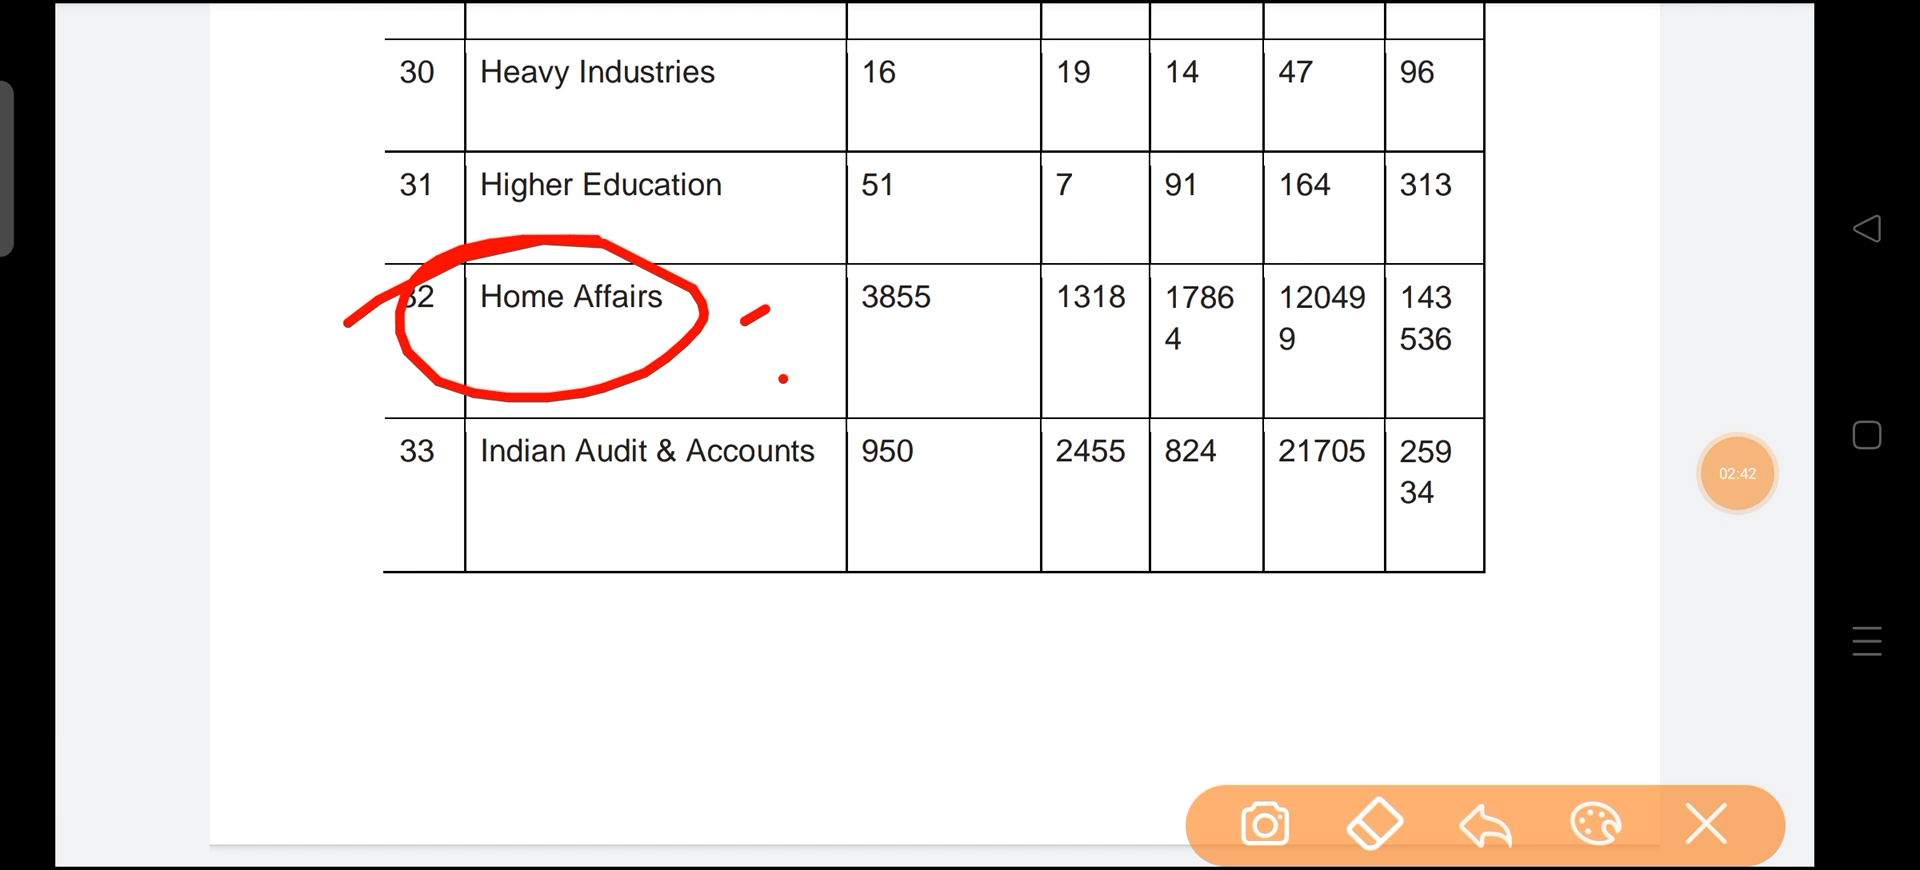 30 Heavy Industries 16 19 14 47 96
31 Higher Education 51 7 91 164 313
32 Home Affairs 3855 1318 1786 12049 143
4 9 536
33 Indian Audit & Accounts 950 2455 824 21705 259
34
02:42